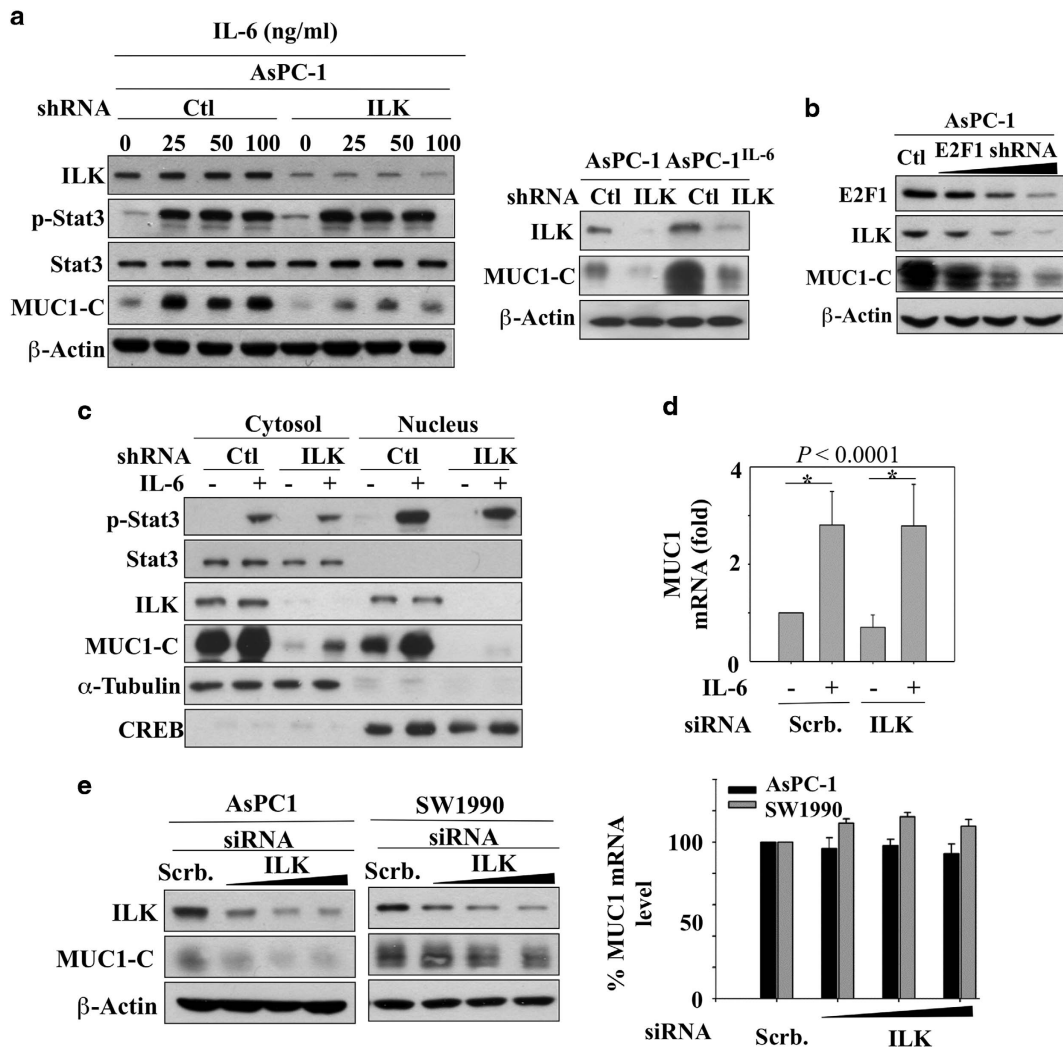 a
IL-6 (ng/ml)
AsPC-1
shRNA Ctl ILK
0 25 50 100 0 25 50 100
ILK
p-Stat3
Stat3
MUC1-C
β-Actin
AsPC-1 AsPC-1IL-6
shRNA Ctl ILK Ctl ILK
ILK
MUC1-C
β-Actin
b
AsPC-1
Ctl E2F1 shRNA
E2F1
ILK
MUC1-C
β-Actin
c
Cytosol Nucleus
shRNA Ctl ILK Ctl ILK
IL-6 - + - + - + - +
p-Stat3
Stat3
ILK
MUC1-C
α-Tubulin
CREB
d
P < 0.0001
* *
4
2
0
MUC1
mRNA (fold)
IL-6 - + - +
siRNA Scrb. ILK
e
AsPC1
siRNA
Scrb. ILK
SW1990
siRNA
Scrb. ILK
ILK
MUC1-C
β-Actin
AsPC-1
SW1990
100
50
0
% MUC1 mRNA
level
siRNA Scrb. ILK